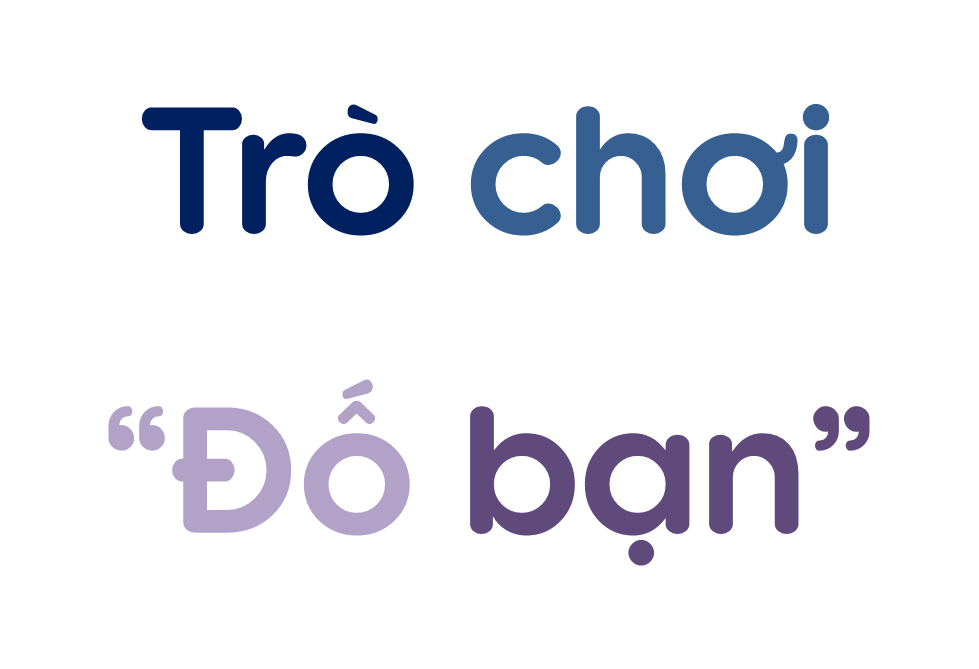 Trò chơi
“Đố bạn”